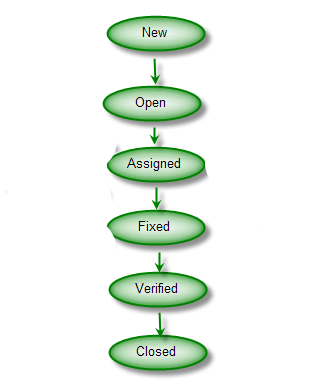 New
Open
Assigned
Fixed
Verified
Closed